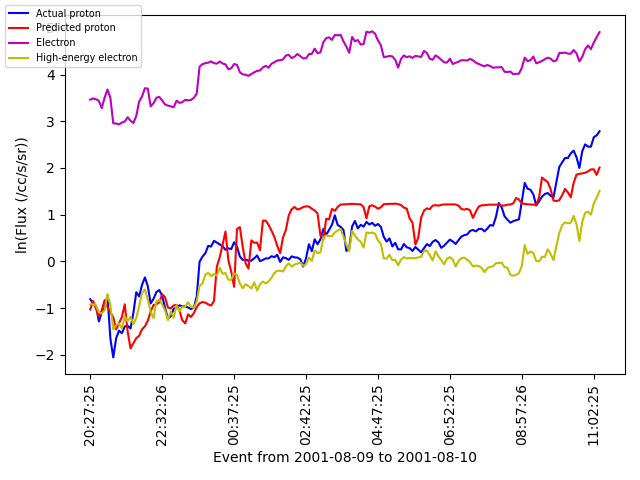 Actual proton
Predicted proton
Electron
High-energy electron
ln(Flux (/cc/s/sr))
4
3
2
1
0
−1
−2
20:27:25
22:32:26
00:37:25
02:42:25
04:47:25
06:52:25
08:57:26
11:02:25
Event from 2001-08-09 to 2001-08-10